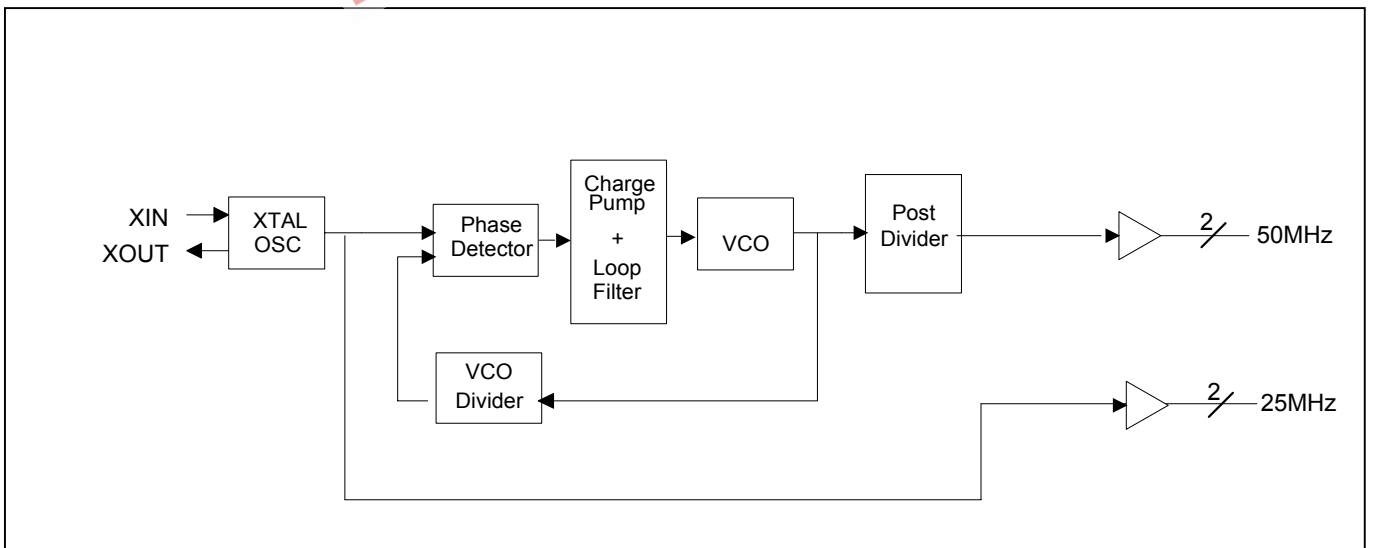 XIN
XOUT
XTAL
OSC
Phase
Detector
Charge
Pump
+
Loop
Filter
VCO
Post
Divider
2
50MHz
VCO
Divider
2
25MHz